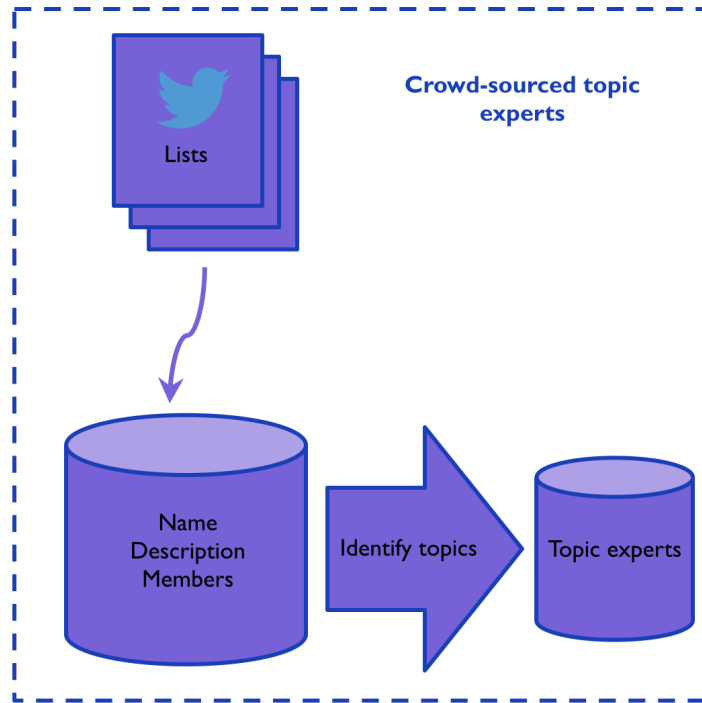 Crowd-sourced topic
experts
Lists
Name
Description
Members
Identify topics
Topic experts